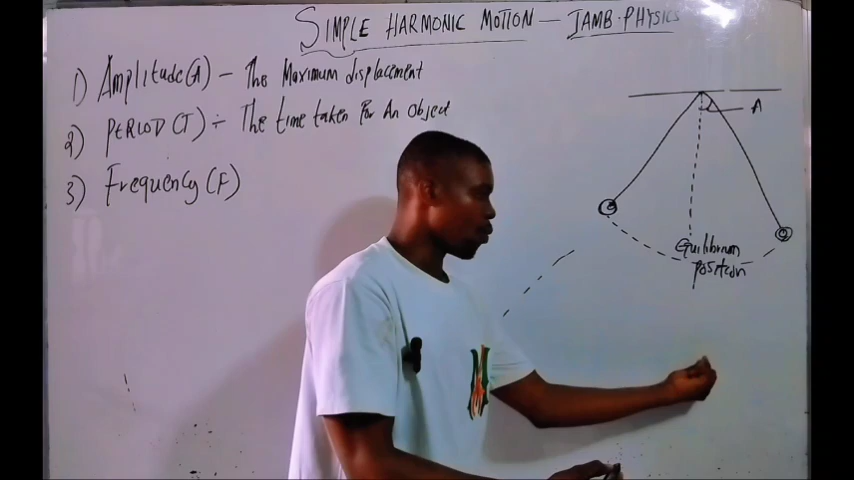 SIMPLE HARMONIC MOTION — JAMB. PHYSICS
1) Amplitude(A) — The Maximum displacement
2) PERIOD(T) ÷ The time taken for An Object
3) Frequency(F)
A
Equilibrium
position